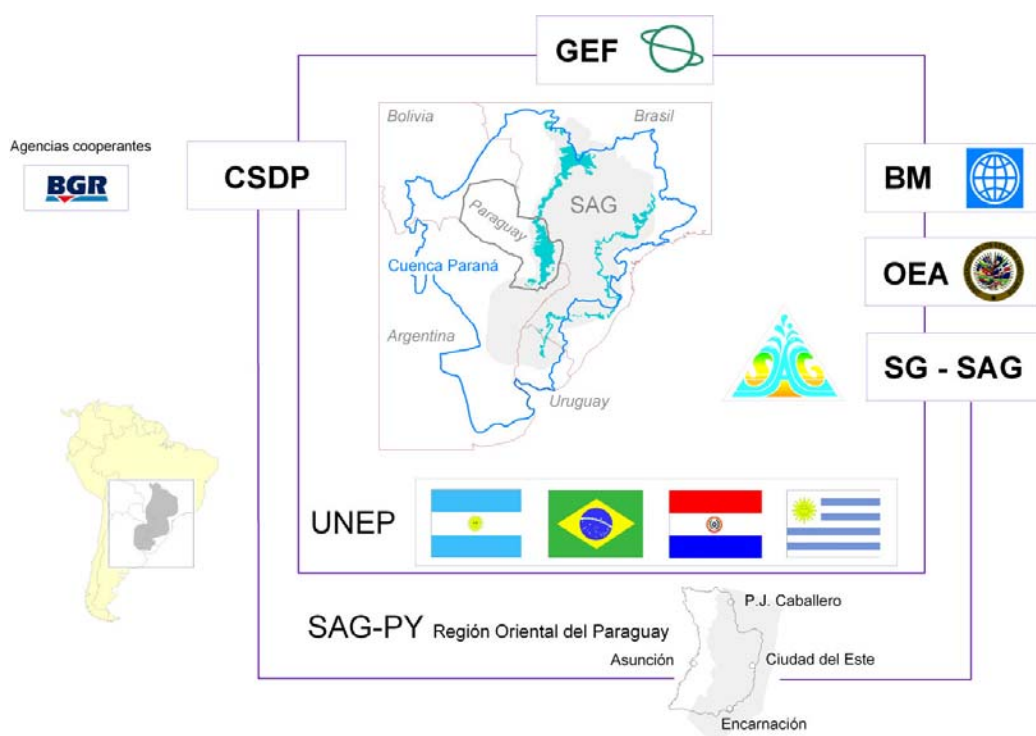 GEF
Bolivia
Brasil
Agencias cooperantes
BGR
CSDP
BM
SAG
Paraguay
OEA
Cuenca Paraná
Argentina
SAG
SG - SAG
Uruguay
UNEP
P.J. Caballero
SAG-PY Región Oriental del Paraguay
Asunción
Ciudad del Este
Encarnación